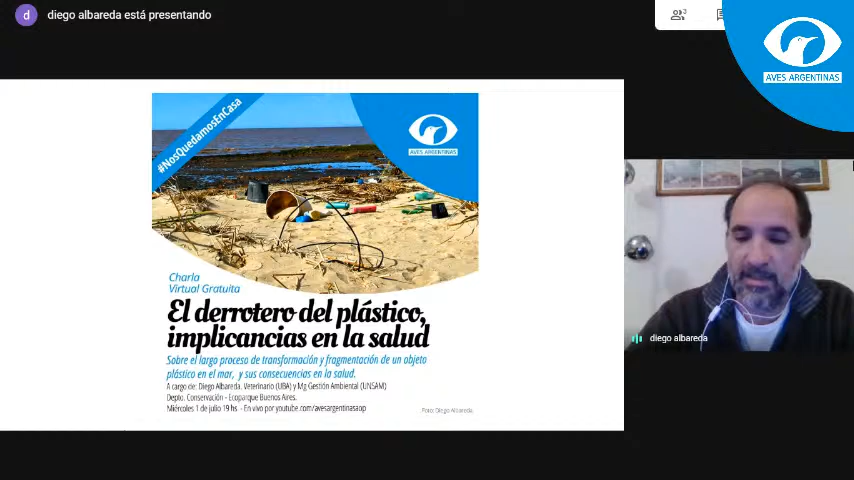 d
diego albareda está presentando
3
AVES ARGENTINAS
#NosQuedamosEnCasa
AVES ARGENTINAS
Charla
Virtual Gratuita
El derrotero del plástico,
implicancias en la salud
Sobre el largo proceso de transformación y fragmentación de un objeto
plástico en el mar, y sus consecuencias en la salud.
A cargo de: Diego Albareda. Veterinario (UBA) y Mg Gestión Ambiental (UNSAM)
Depto. Conservación - Ecoparque Buenos Aires.
Miércoles 1 de julio 19 hs - En vivo por youtube.com/avesargentinasaop
Foto: Diego Albareda.
diego albareda